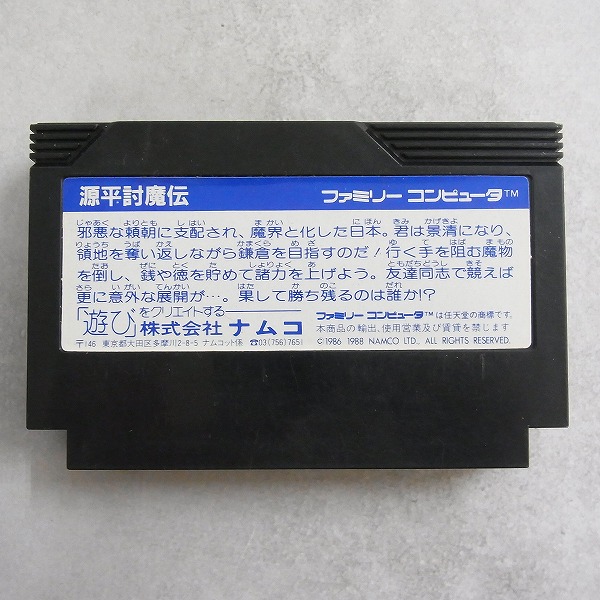 源平討魔伝 ファミリーコンピュータ™
じゃあく よりとも しはい まかい にほん きみ かげきよ
邪悪な頼朝に支配され、魔界と化した日本。君は景清になり、
りょうち うば かえ かまくら めざ ゆ て はば まもの
領地を奪い返しながら鎌倉を目指すのだ!行く手を阻む魔物
たお ぜに とく た しょりょく あ ともだちどうし きそ
を倒し、銭や徳を貯めて諸力を上げよう。友達同志で競えば
さら いがい てんかい はた か のこ だれ
更に意外な展開が…。果して勝ち残るのは誰か!?
「遊び」をクリエイトする── ファミリーコンピュータ™は任天堂の商標です。
株式会社ナムコ 本商品の輸出、使用営業及び賃貸を禁じます
〒146 東京都大田区多摩川2-8-5 ナムコット係 ☎03(756)7651 ©1986 1988 NAMCO LTD., ALL RIGHTS RESERVED.